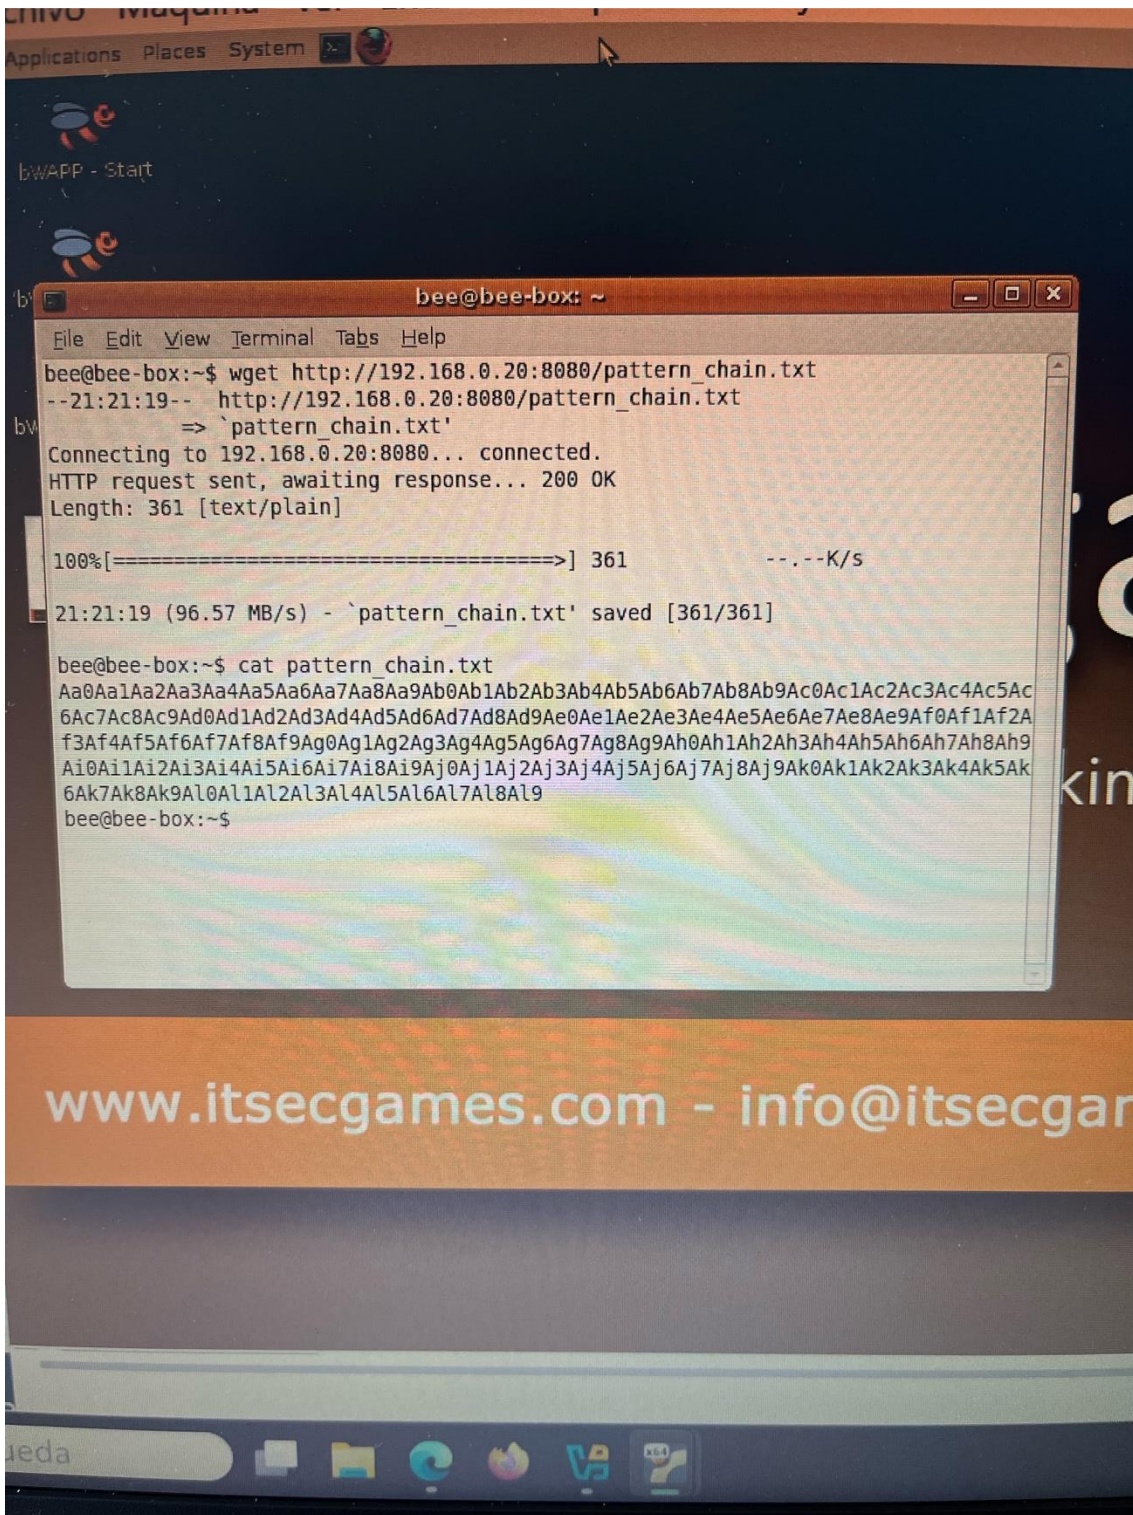 Applications Places System
bWAPP - Start
bee@bee-box: ~
File Edit View Terminal Tabs Help
bee@bee-box:~$ wget http://192.168.0.20:8080/pattern_chain.txt
--21:21:19-- http://192.168.0.20:8080/pattern_chain.txt
=> `pattern_chain.txt'
Connecting to 192.168.0.20:8080... connected.
HTTP request sent, awaiting response... 200 OK
Length: 361 [text/plain]
100%[====================================>] 361 --.--K/s
21:21:19 (96.57 MB/s) - `pattern_chain.txt' saved [361/361]
bee@bee-box:~$ cat pattern_chain.txt
Aa0Aa1Aa2Aa3Aa4Aa5Aa6Aa7Aa8Aa9Ab0Ab1Ab2Ab3Ab4Ab5Ab6Ab7Ab8Ab9Ac0Ac1Ac2Ac3Ac4Ac5Ac
6Ac7Ac8Ac9Ad0Ad1Ad2Ad3Ad4Ad5Ad6Ad7Ad8Ad9Ae0Ae1Ae2Ae3Ae4Ae5Ae6Ae7Ae8Ae9Af0Af1Af2A
f3Af4Af5Af6Af7Af8Af9Ag0Ag1Ag2Ag3Ag4Ag5Ag6Ag7Ag8Ag9Ah0Ah1Ah2Ah3Ah4Ah5Ah6Ah7Ah8Ah9
Ai0Ai1Ai2Ai3Ai4Ai5Ai6Ai7Ai8Ai9Aj0Aj1Aj2Aj3Aj4Aj5Aj6Aj7Aj8Aj9Ak0Ak1Ak2Ak3Ak4Ak5Ak
6Ak7Ak8Ak9Al0Al1Al2Al3Al4Al5Al6Al7Al8Al9
bee@bee-box:~$
kin
www.itsecgames.com - info@itsecgar
ueda
x64